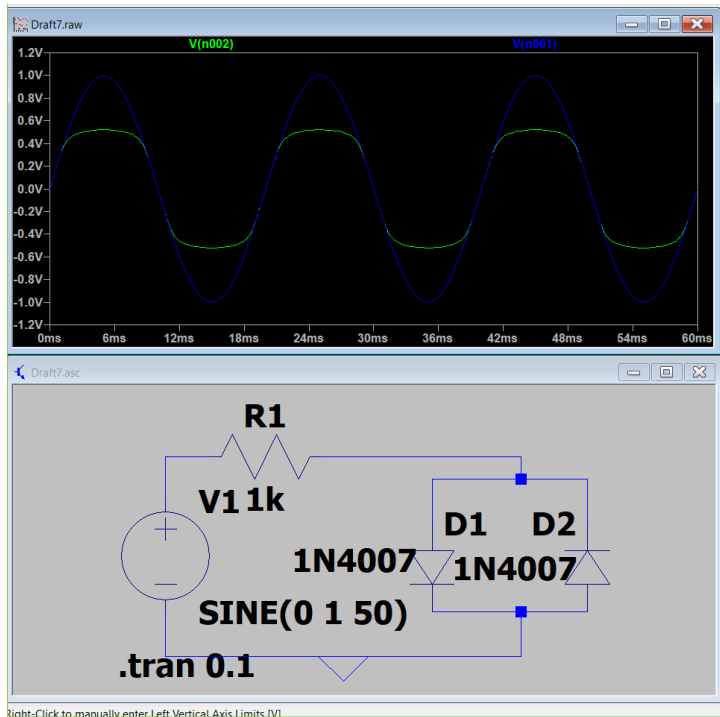 Draft7.raw
V(n002) V(n001)
1.2V
1.0V
0.8V
0.6V
0.4V
0.2V
0.0V
-0.2V
-0.4V
-0.6V
-0.8V
-1.0V
-1.2V
0ms 6ms 12ms 18ms 24ms 30ms 36ms 42ms 48ms 54ms 60ms
Draft7.asc
R1
V1 1k
D1 D2
1N4007 1N4007
SINE(0 1 50)
.tran 0.1
Right-Click to manually enter Left Vertical Axis Limits [V]